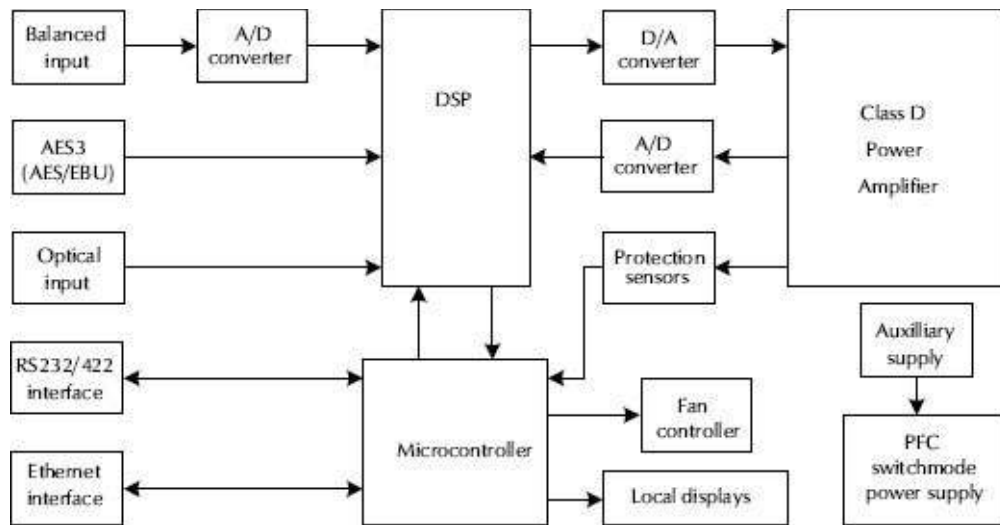 Balanced
input
A/D
converter
DSP
D/A
converter
Class D
Power
Amplifier
AES3
(AES/EBU)
A/D
converter
Optical
input
Protection
sensors
Auxilliary
supply
RS232/422
interface
Fan
controller
Microcontroller
PFC
switchmode
power supply
Ethernet
interface
Local displays